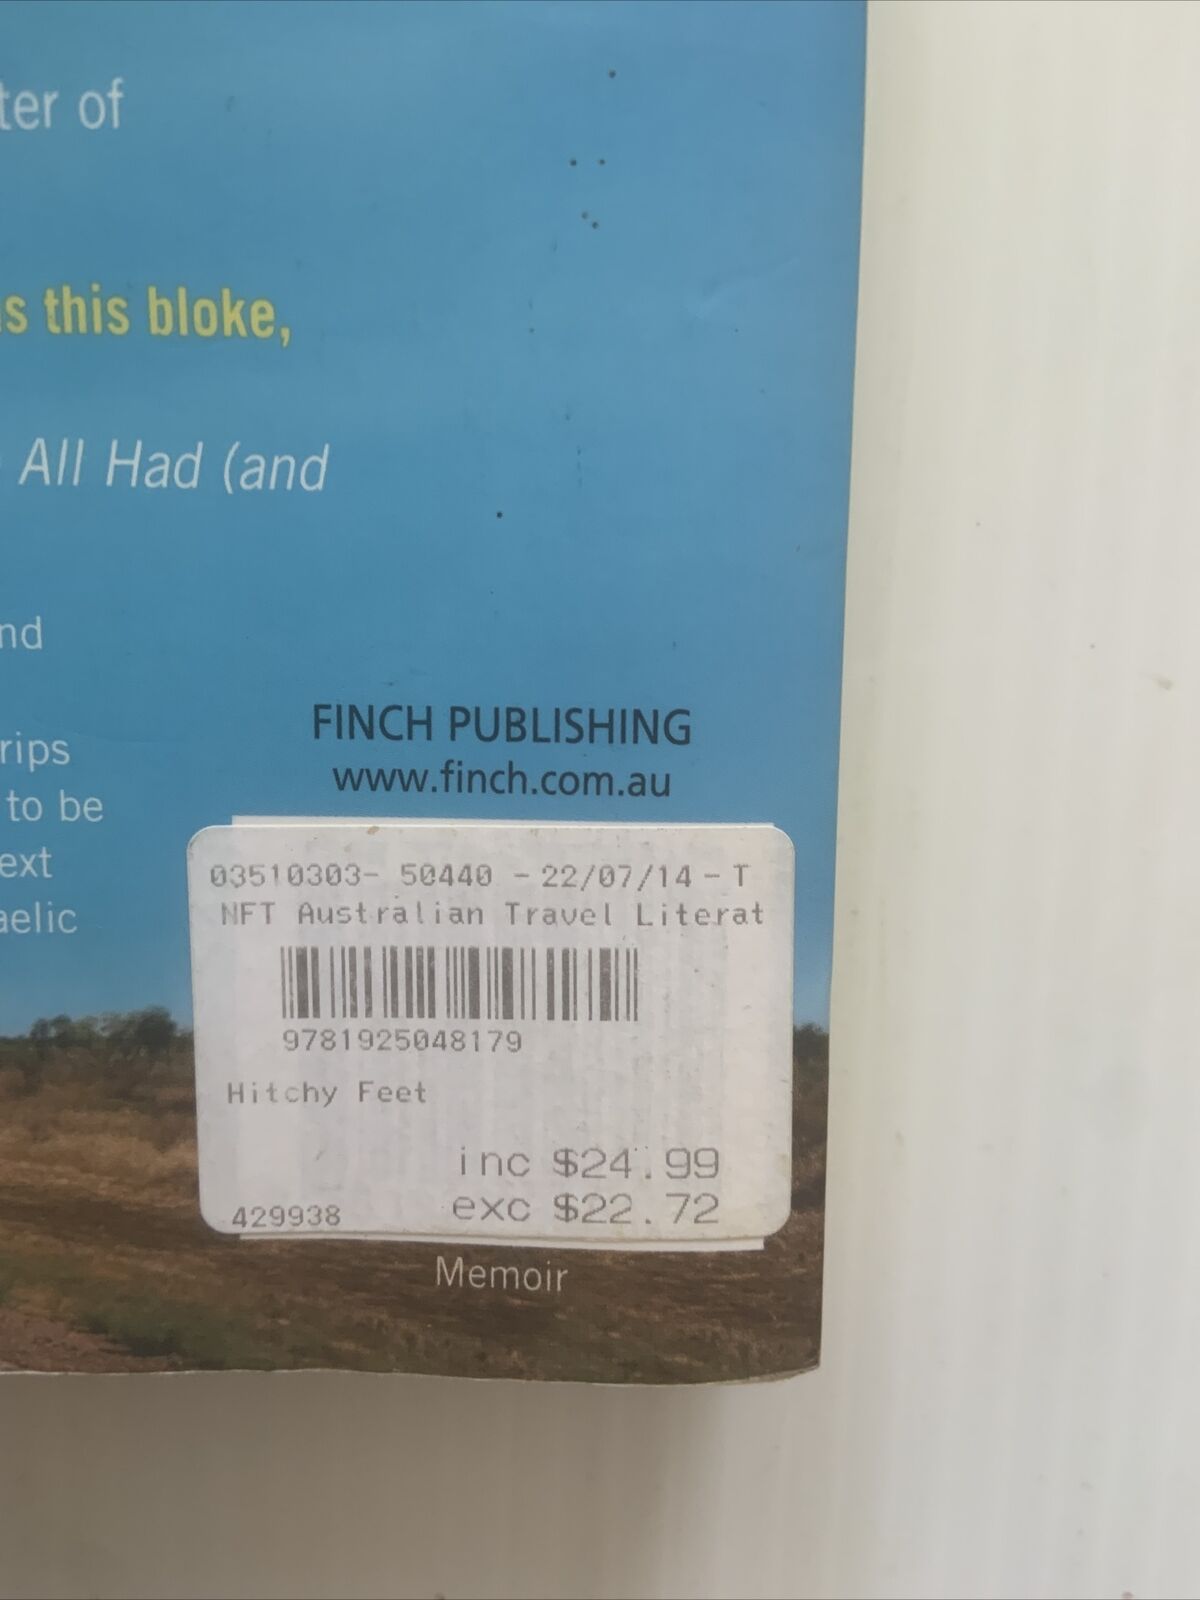 ter of
s this bloke,
All Had (and
nd
rips
to be
ext
aelic
FINCH PUBLISHING
www.finch.com.au
03510303- 50440 - 22/07/14 - T
NFT Australian Travel Literat
9781925048179
Hitchy Feet
inc $24.99
429938 exc $22.72
Memoir